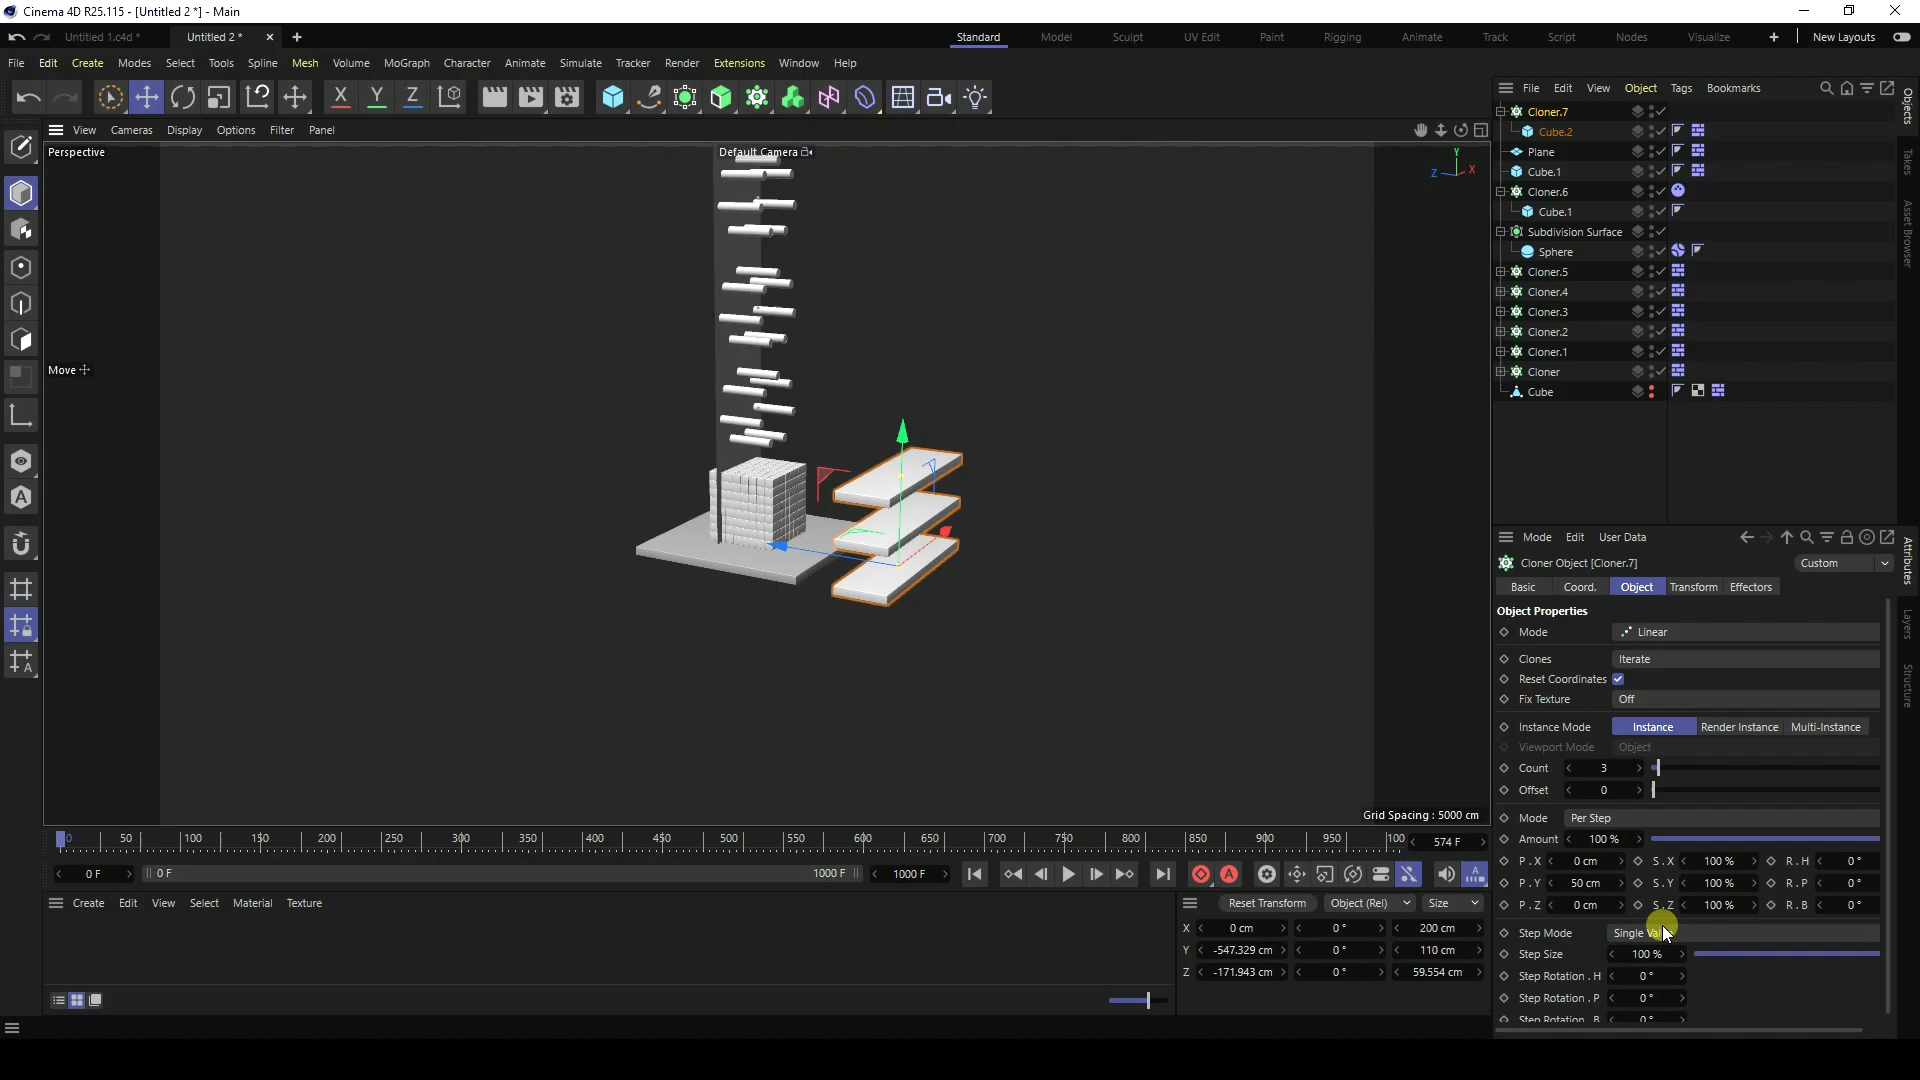 Cinema 4D R25.115 - [Untitled 2 *] - Main
Untitled 1.c4d *
Untitled 2 *
Standard Model Sculpt UV Edit Paint Rigging Animate Track Script Nodes Visualize New Layouts
File Edit Create Modes Select Tools Spline Mesh Volume MoGraph Character Animate Simulate Tracker Render Extensions Window Help
X Y Z
View Cameras Display Options Filter Panel
Perspective
Default Camera
Y
Z X
Move
Grid Spacing : 5000 cm
File Edit View Object Tags Bookmarks
Cloner.7
Cube.2
Plane
Cube.1
Cloner.6
Cube.1
Subdivision Surface
Sphere
Cloner.5
Cloner.4
Cloner.3
Cloner.2
Cloner.1
Cloner
Cube
Objects
Takes
Asset Browser
Attributes
Layers
Structure
Mode Edit User Data
Cloner Object [Cloner.7]
Custom
Basic Coord. Object Transform Effectors
Object Properties
Mode Linear
Clones Iterate
Reset Coordinates
Fix Texture Off
Instance Mode Instance Render Instance Multi-Instance
Viewport Mode Object
Count 3
Offset 0
Mode Per Step
Amount 100 %
P . X 0 cm S . X 100 % R . H 0 °
P . Y 50 cm S . Y 100 % R . P 0 °
P . Z 0 cm S . Z 100 % R . B 0 °
Step Mode Single
Step Size 100 %
Step Rotation . H 0 °
Step Rotation . P 0 °
Step Rotation . B 0 °
0 50 100 150 200 250 300 350 400 450 500 550 600 650 700 750 800 850 900 950 100 574 F
0 F 0 F 1000 F 1000 F
Create Edit View Select Material Texture
Reset Transform Object (Rel) Size
X 0 cm 0 ° 200 cm
Y -547.329 cm 0 ° 110 cm
Z -171.943 cm 0 ° 59.554 cm